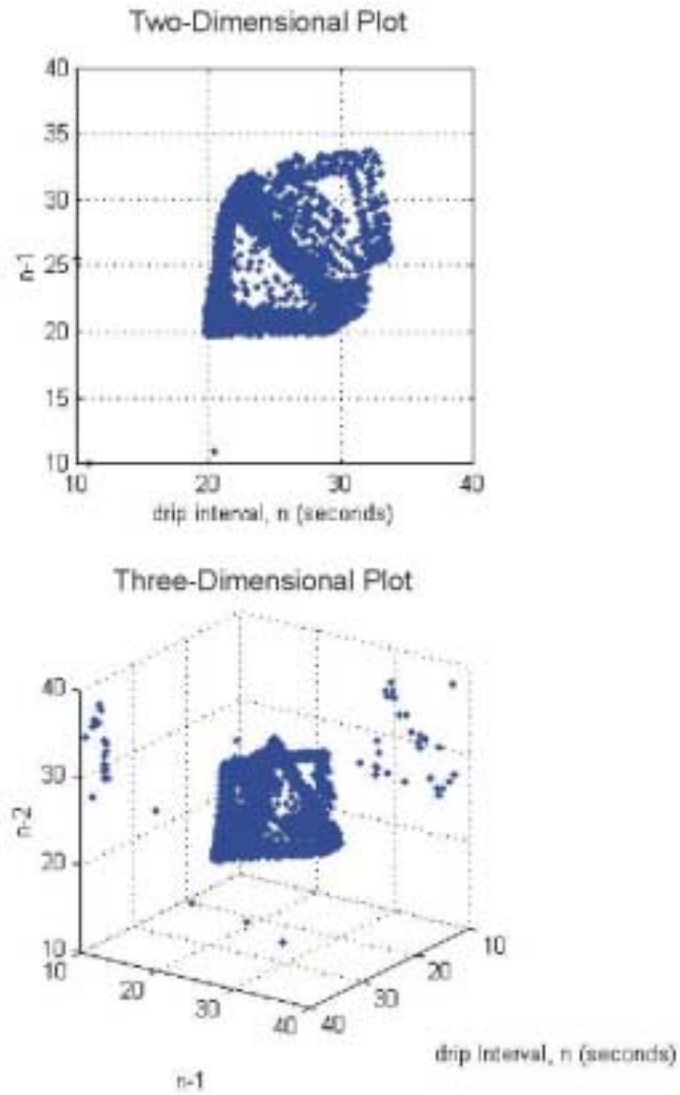 Two-Dimensional Plot
40
35
30
25
20
15
10
n-1
10 20 30 40
drip interval, n (seconds)
Three-Dimensional Plot
40
30
20
10
n-2
10 20 30 40
40 30 20 10
drip Interval, n (seconds)
n-1